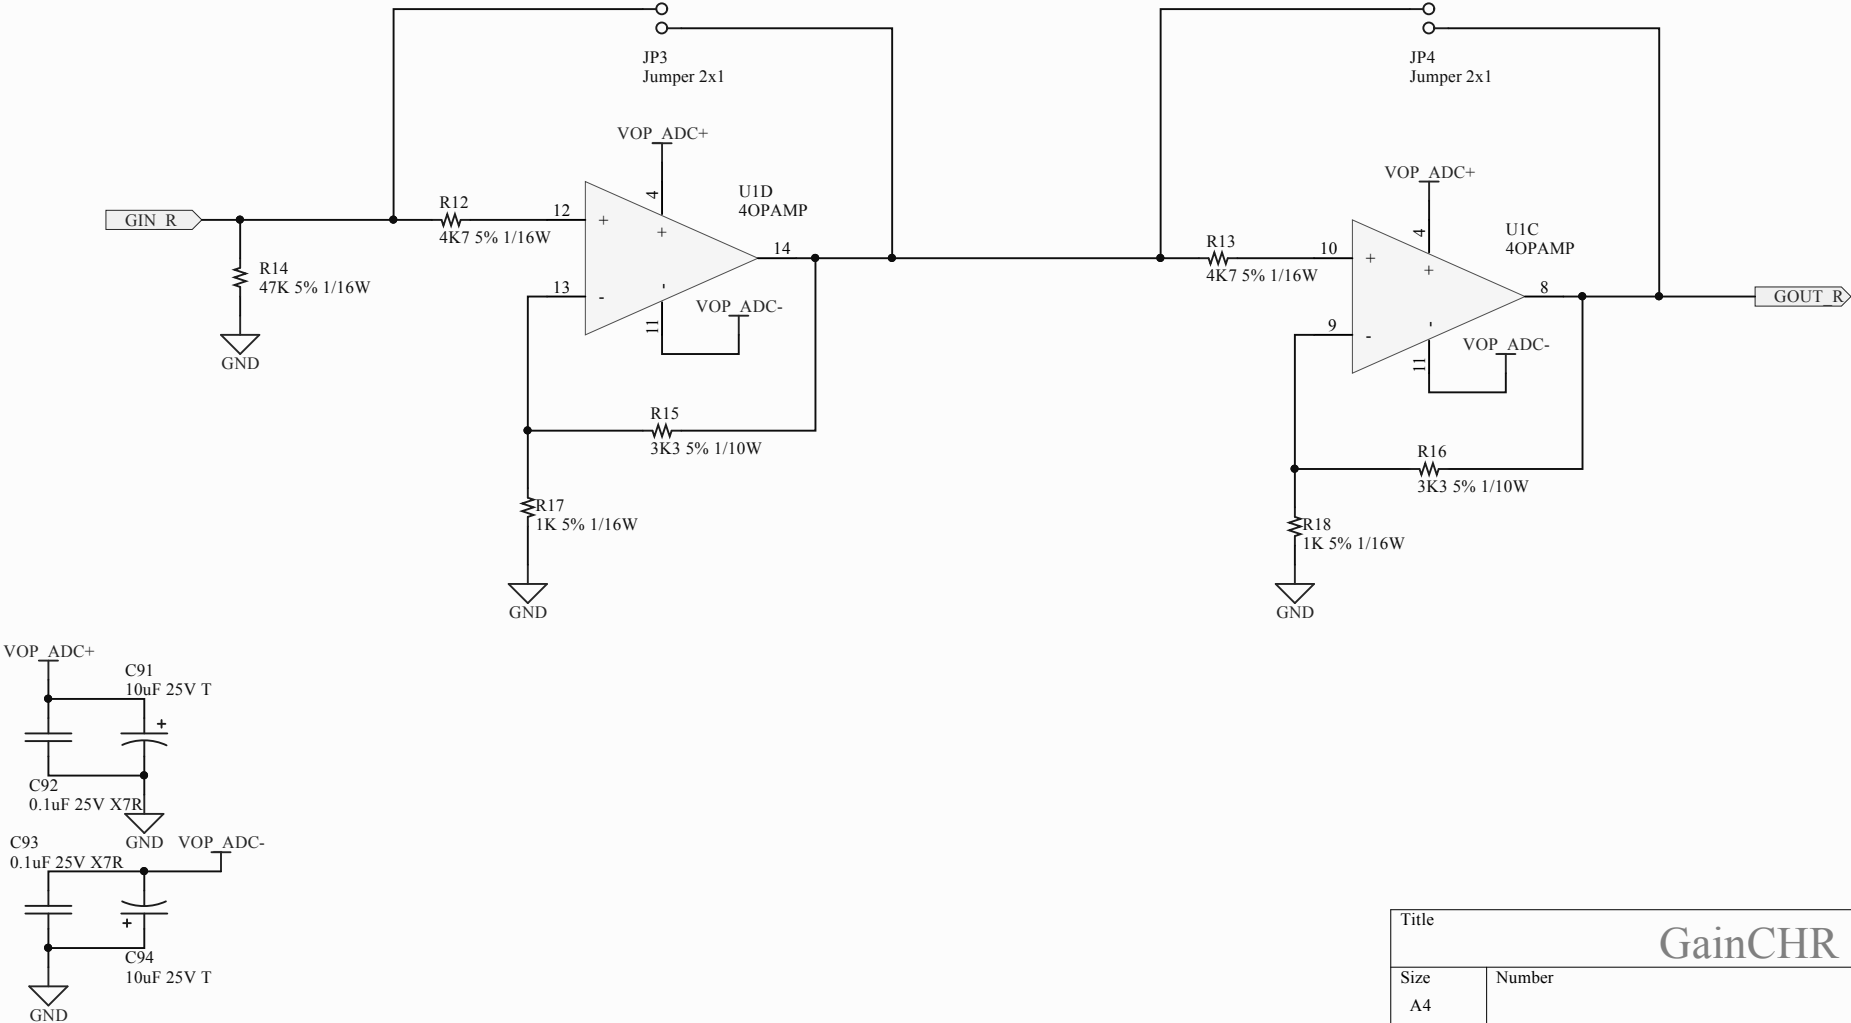 JP3
Jumper 2x1
JP4
Jumper 2x1
VOP_ADC+
VOP_ADC+
U1D
4OPAMP
4
R12
4K7 5% 1/16W
12
+
+
GIN_R
14
13
-
-
11
VOP_ADC-
R14
47K 5% 1/16W
GND
U1C
4OPAMP
4
R13
4K7 5% 1/16W
10
+
+
8
GOUT_R
9
-
-
11
VOP_ADC-
R15
3K3 5% 1/10W
R16
3K3 5% 1/10W
R17
1K 5% 1/16W
R18
1K 5% 1/16W
GND
GND
VOP_ADC+
C91
10uF 25V T
+
C92
0.1uF 25V X7R
GND
VOP_ADC-
C93
0.1uF 25V X7R
+
C94
10uF 25V T
GND
Title
GainCHR
Size
Number
A4